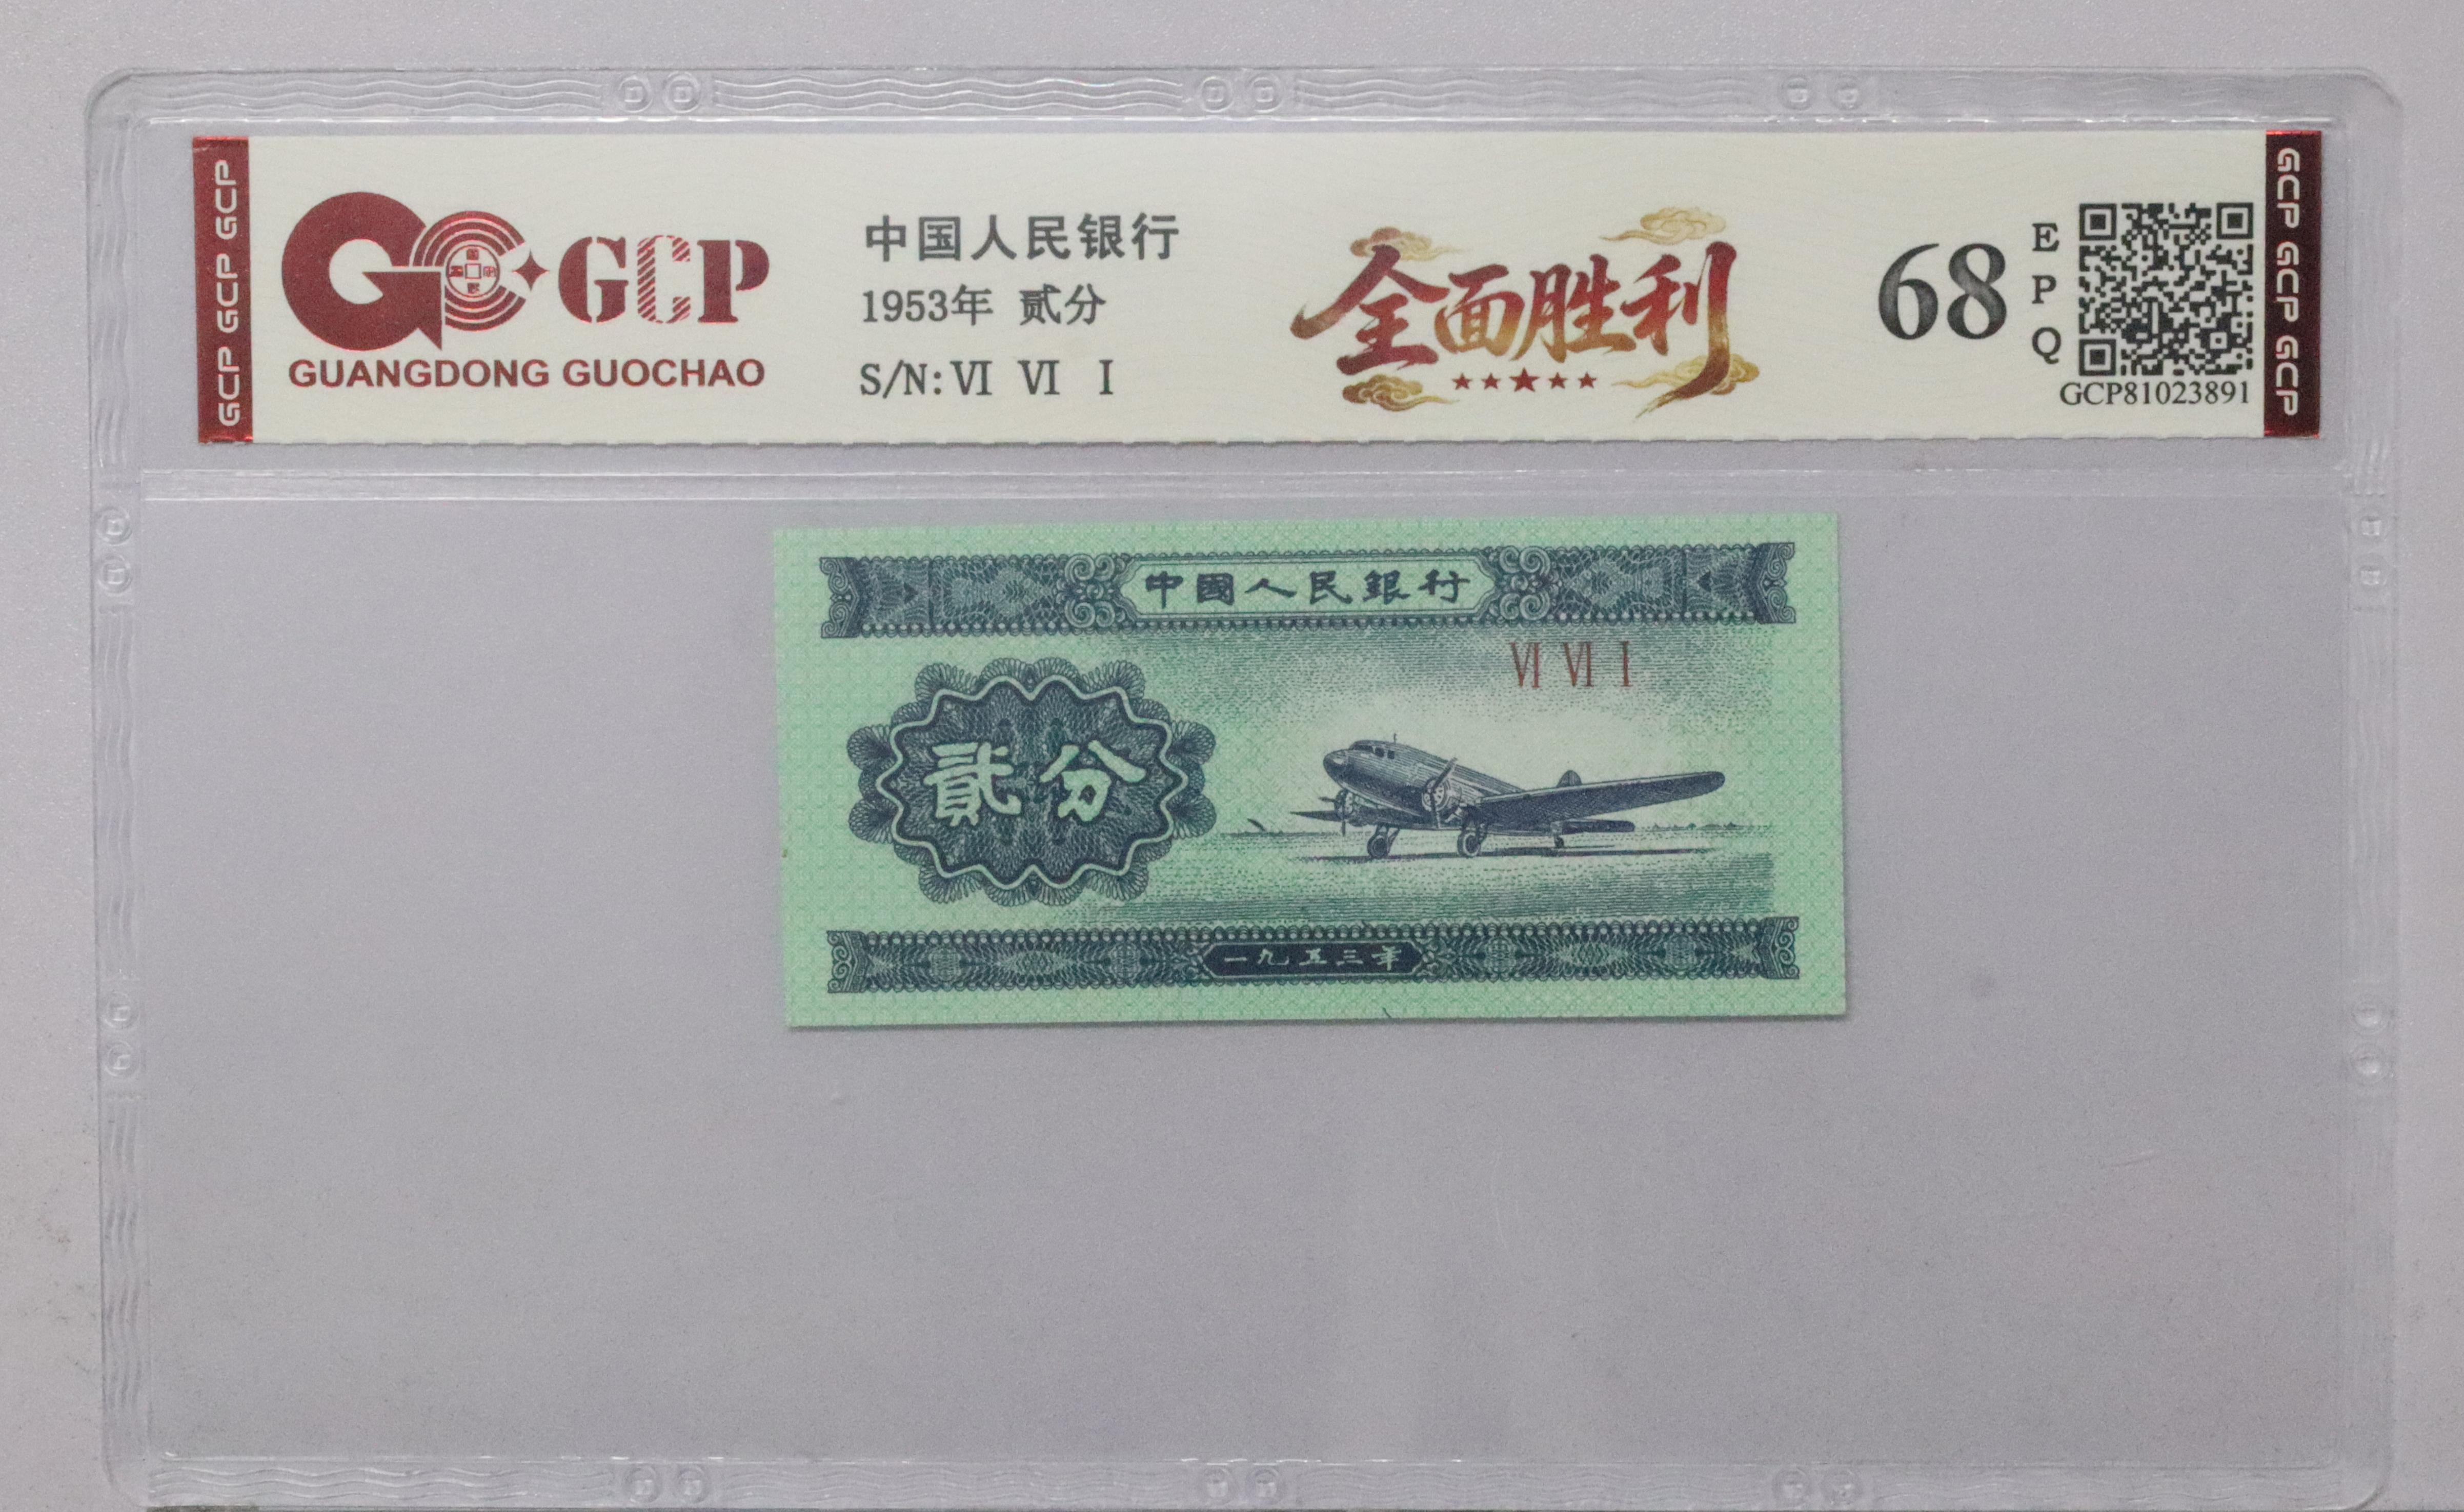 GCP GCP GCP
GCP
GUANGDONG GUOCHAO
中国人民银行
1953年 贰分
S/N: VI VI I
全面胜利
68
EPQ
GCP81023891
GCP GCP GCP
中國人民銀行
VI VI I
貳分
一九五三年